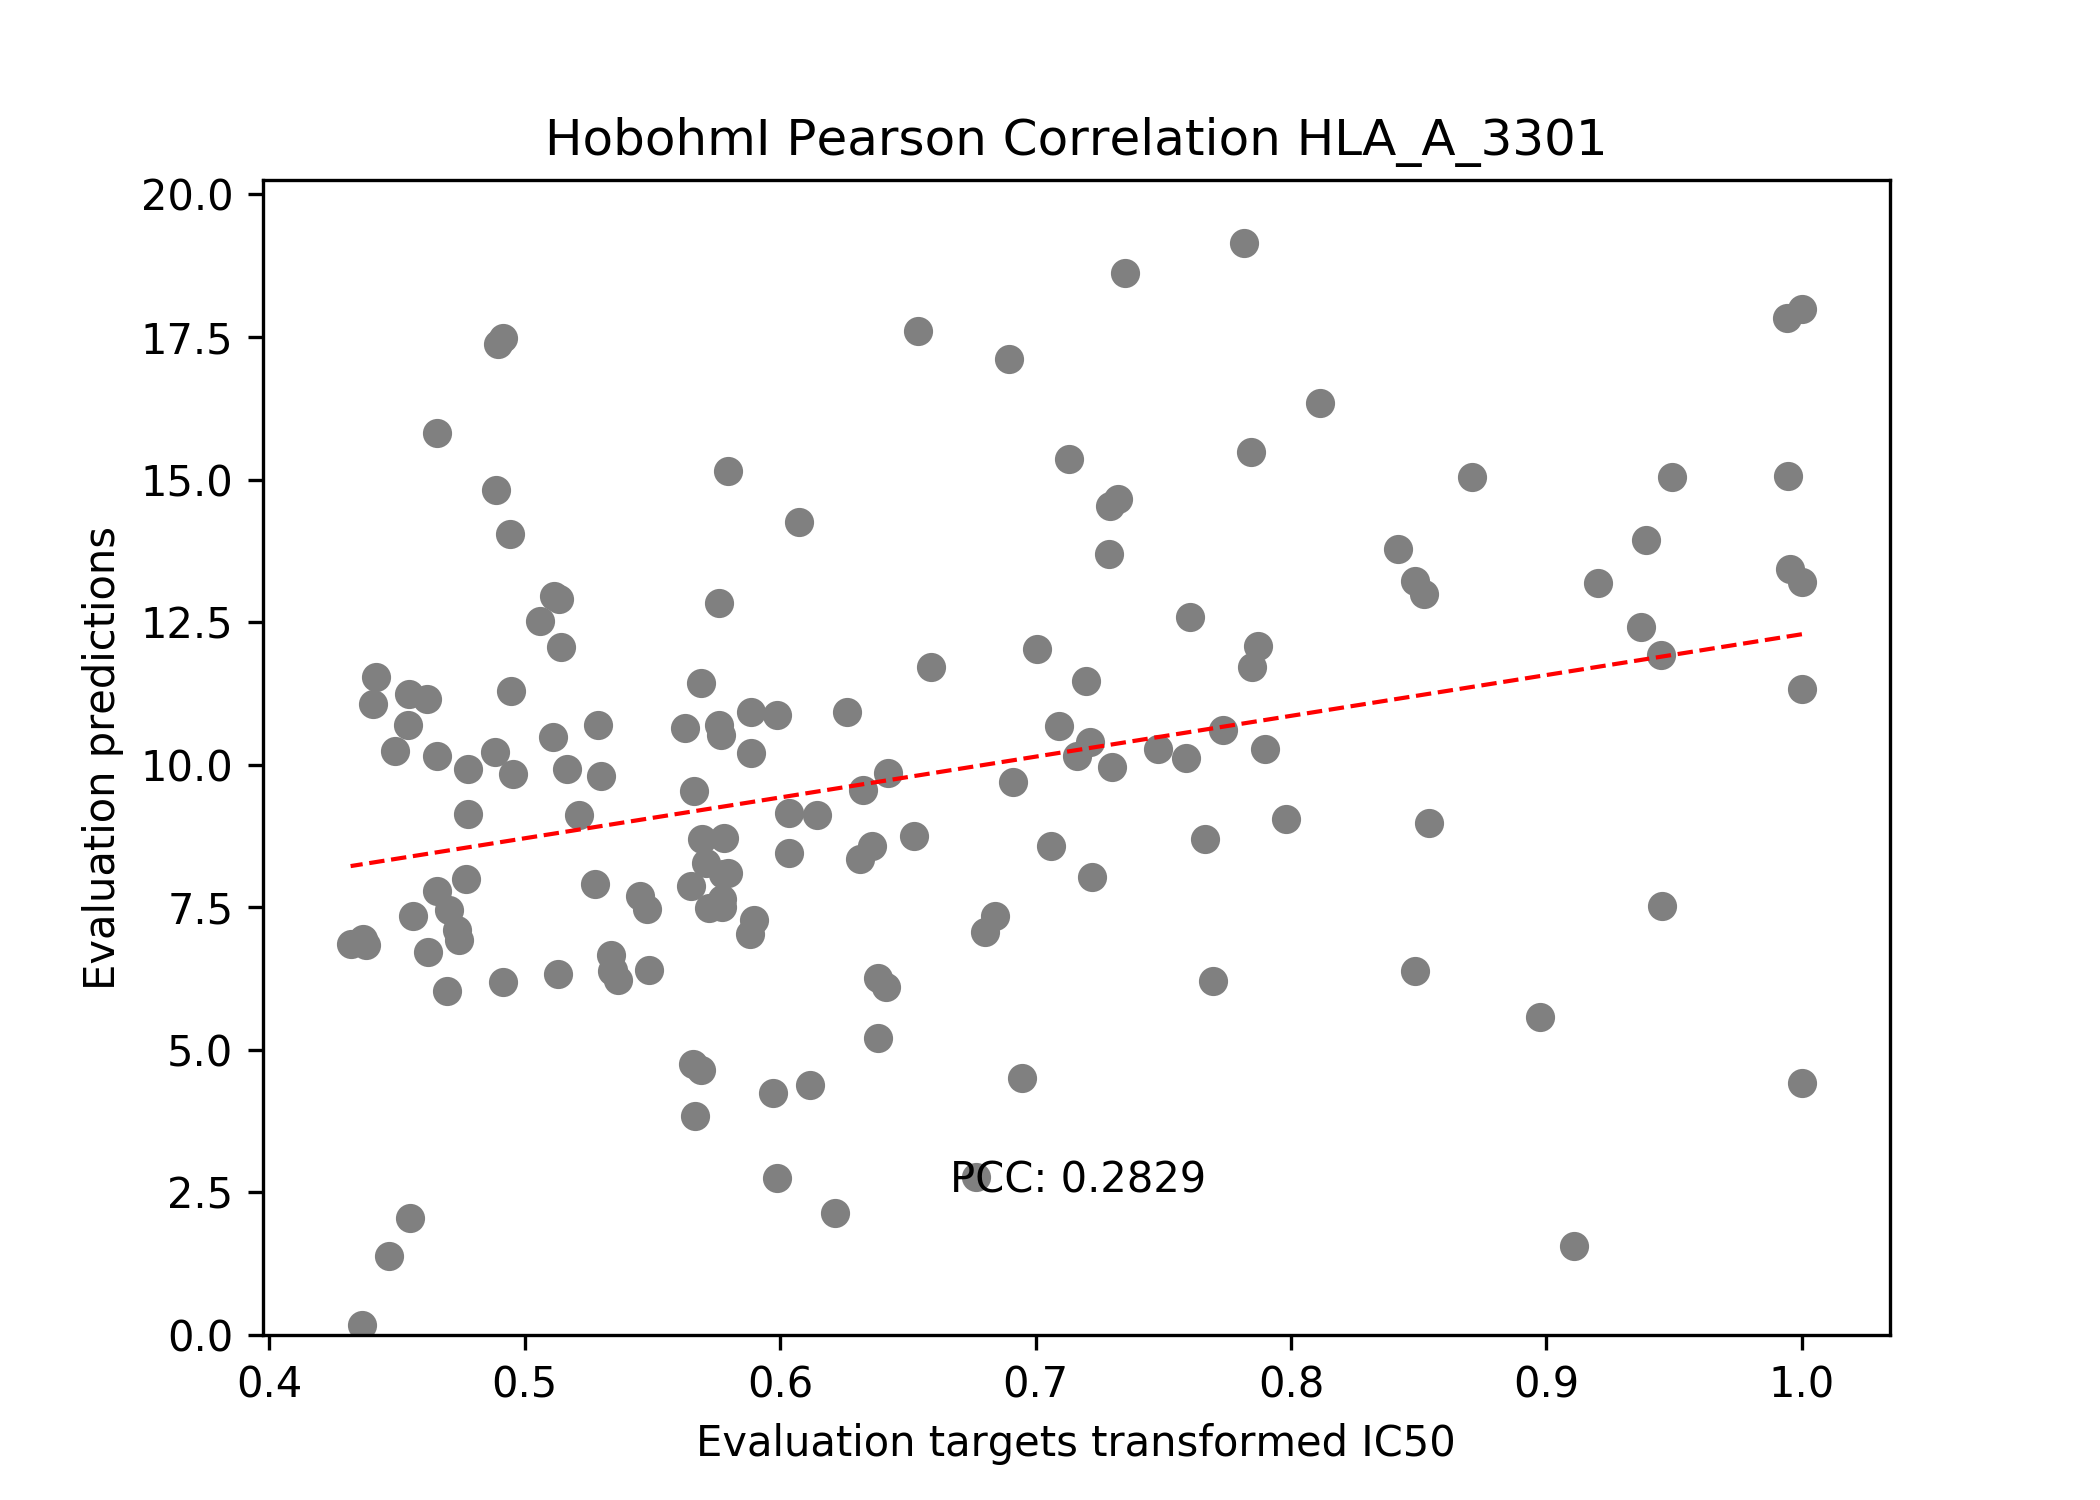 HobohmI Pearson Correlation HLA_A_3301
20.0
17.5
15.0
12.5
10.0
7.5
5.0
2.5
0.0
Evaluation predictions
PCC: 0.2829
0.4 0.5 0.6 0.7 0.8 0.9 1.0
Evaluation targets transformed IC50